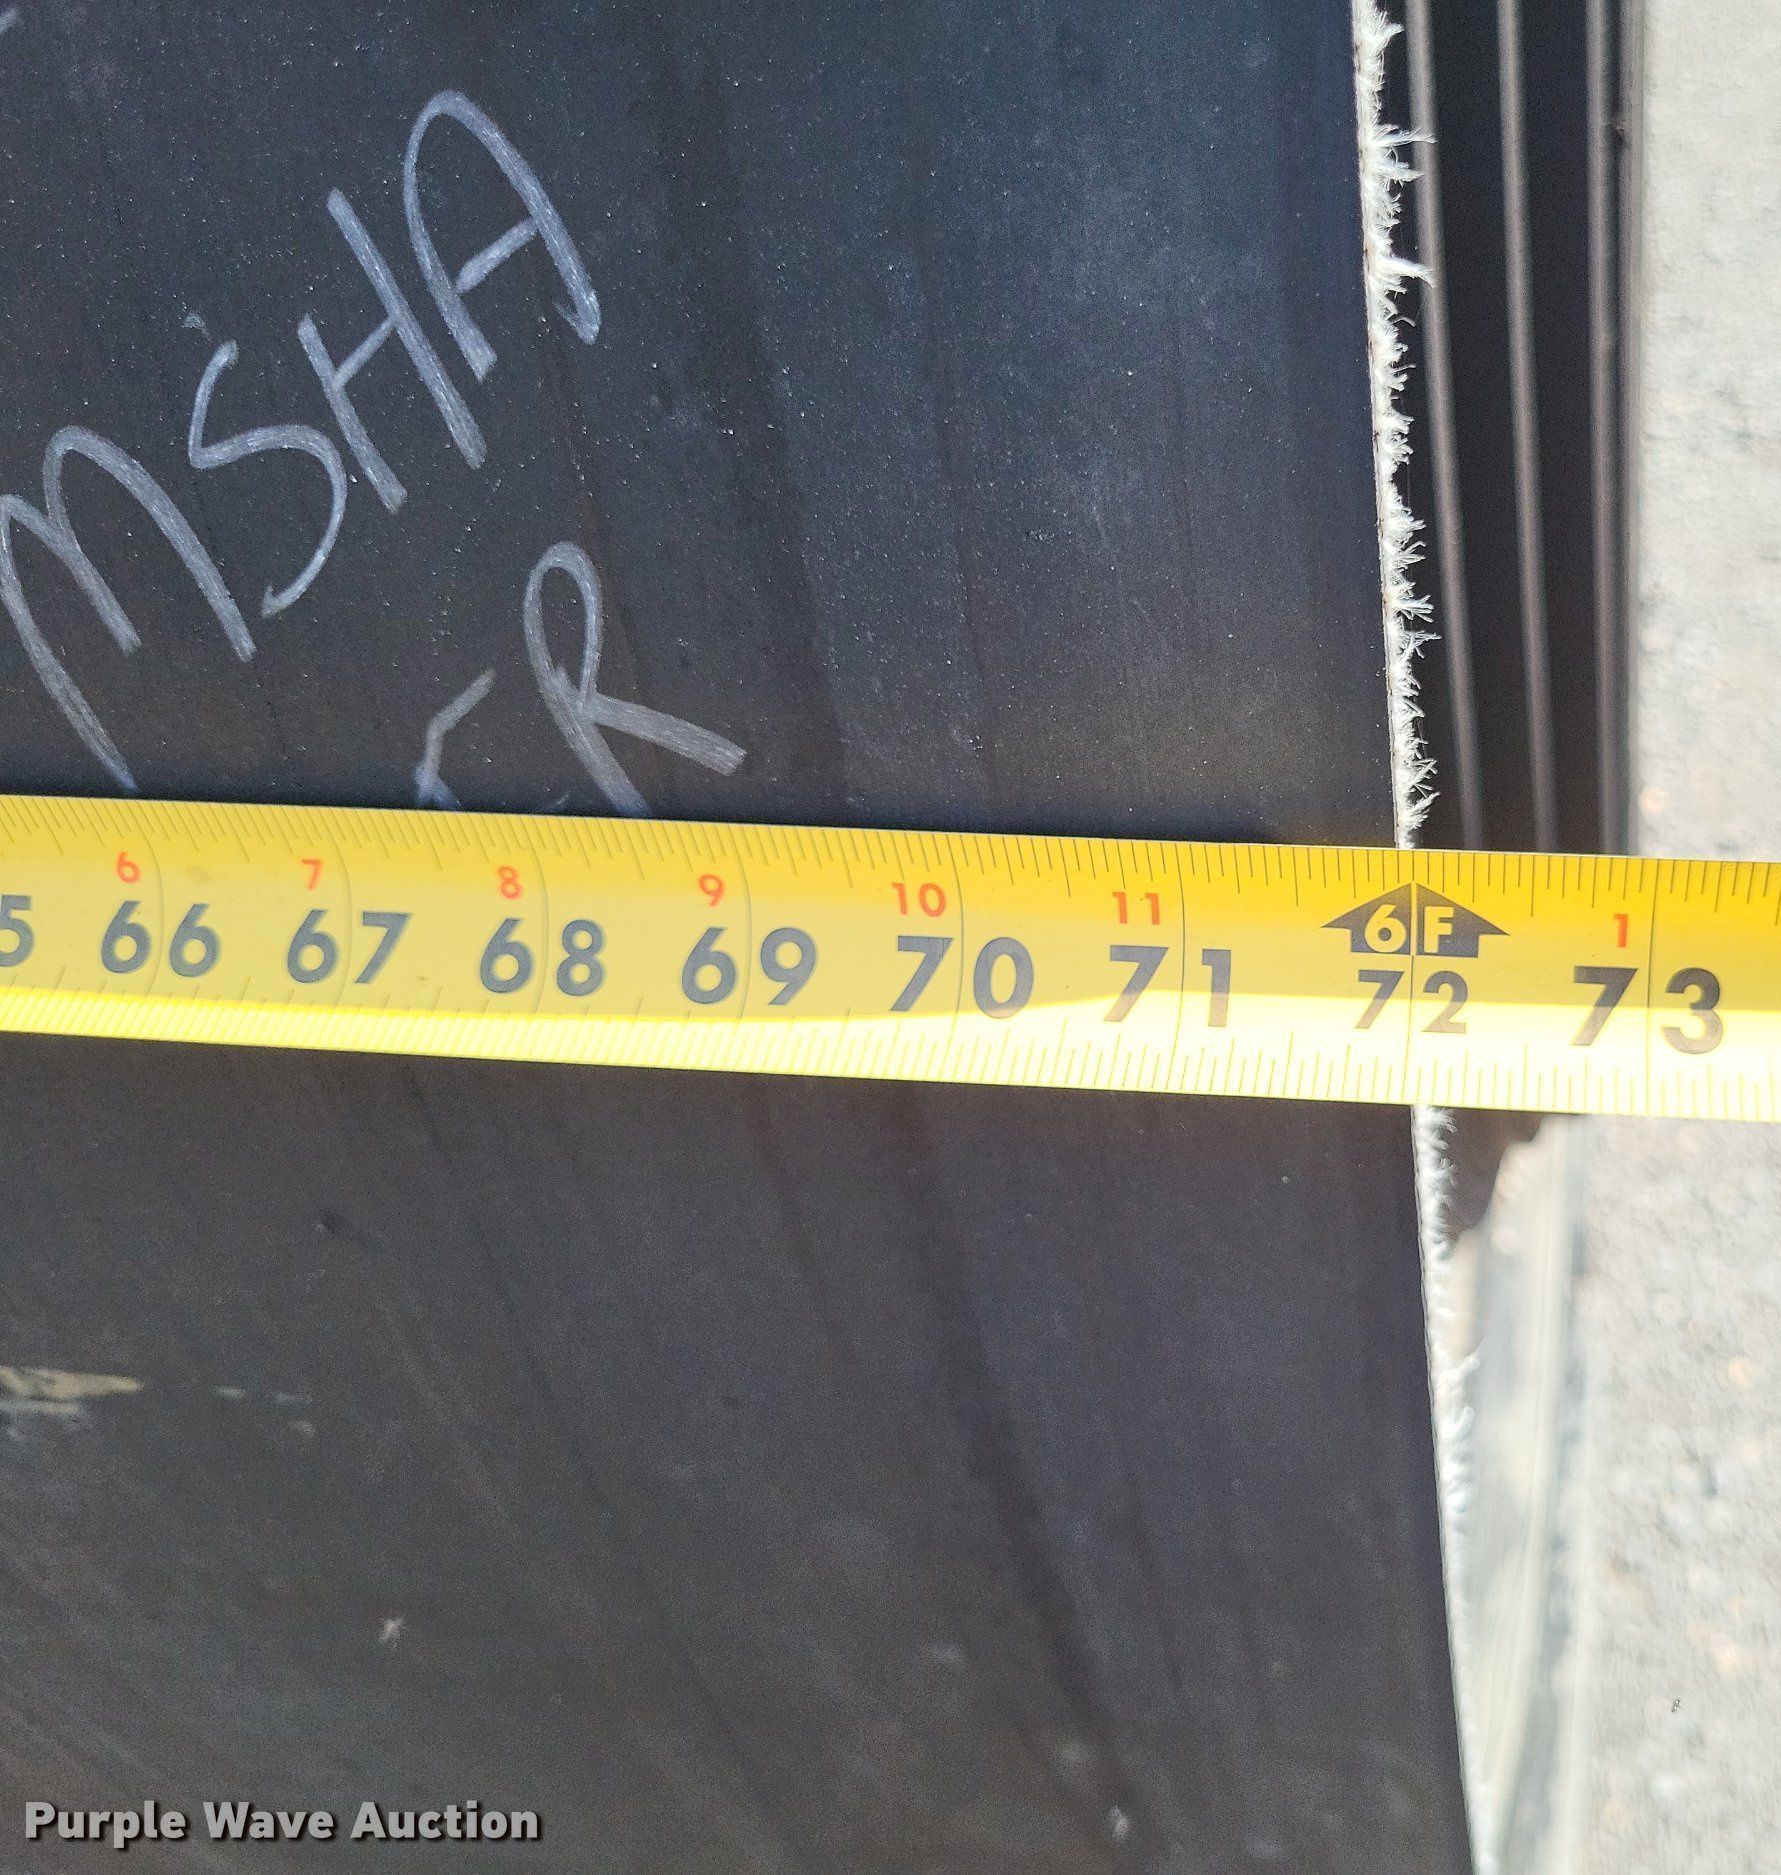 MSHA
R
6 7 8 9 10 11 6F 1
5 66 67 68 69 70 71 72 73
Purple Wave Auction